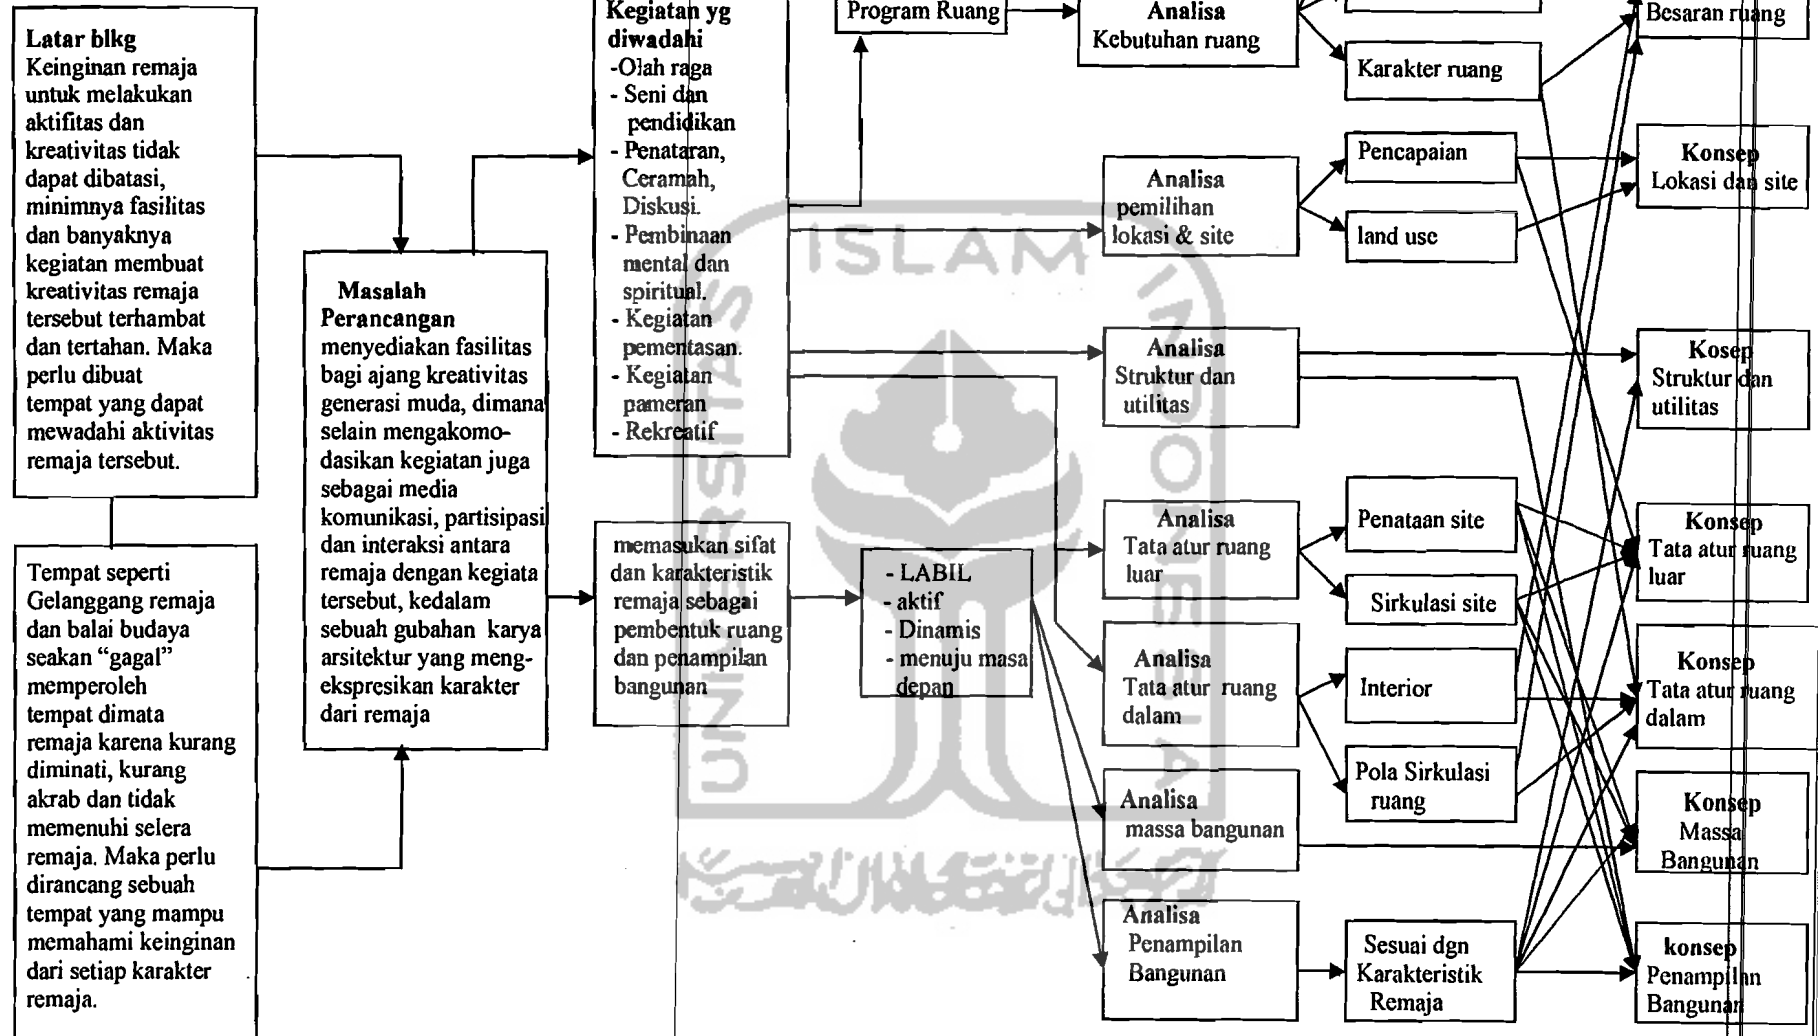 Latar blkg
Keinginan remaja
untuk melakukan
aktifitas dan
kreativitas tidak
dapat dibatasi,
minimnya fasilitas
dan banyaknya
kegiatan membuat
kreativitas remaja
tersebut terhambat
dan tertahan. Maka
perlu dibuat
tempat yang dapat
mewadahi aktivitas
remaja tersebut.
Tempat seperti
Gelanggang remaja
dan balai budaya
seakan “gagal”
memperoleh
tempat dimata
remaja karena kurang
diminati, kurang
akrab dan tidak
memenuhi selera
remaja. Maka perlu
dirancang sebuah
tempat yang mampu
memahami keinginan
dari setiap karakter
remaja.
Masalah
Perancangan
menyediakan fasilitas
bagi ajang kreativitas
generasi muda, dimana
selain mengakomo-
dasikan kegiatan juga
sebagai media
komunikasi, partisipasi
dan interaksi antara
remaja dengan kegiata
tersebut, kedalam
sebuah gubahan karya
arsitektur yang meng-
ekspresikan karakter
dari remaja
Kegiatan yg
diwadahi
-Olah raga
- Seni dan
pendidikan
- Penataran,
Ceramah,
Diskusi.
- Pembinaan
mental dan
spiritual.
- Kegiatan
pementasan.
- Kegiatan
pameran
- Rekreatif
memasukan sifat
dan karakteristik
remaja sebagai
pembentuk ruang
dan penampilan
bangunan
- LABIL
- aktif
- Dinamis
- menuju masa
depan
Program Ruang
Analisa
Kebutuhan ruang
Analisa
pemilihan
lokasi & site
Analisa
Struktur dan
utilitas
Analisa
Tata atur ruang
luar
Analisa
Tata atur ruang
dalam
Analisa
massa bangunan
Analisa
Penampilan
Bangunan
Karakter ruang
Pencapaian
land use
Penataan site
Sirkulasi site
Interior
Pola Sirkulasi
ruang
Sesuai dgn
Karakteristik
Remaja
Besaran ruang
Konsep
Lokasi dan site
Kosep
Struktur dan
utilitas
Konsep
Tata atur ruang
luar
Konsep
Tata atur ruang
dalam
Konsep
Massa
Bangunan
konsep
Penampilan
Bangunan
UNIVERSITAS
ISLAM
INDONESIA